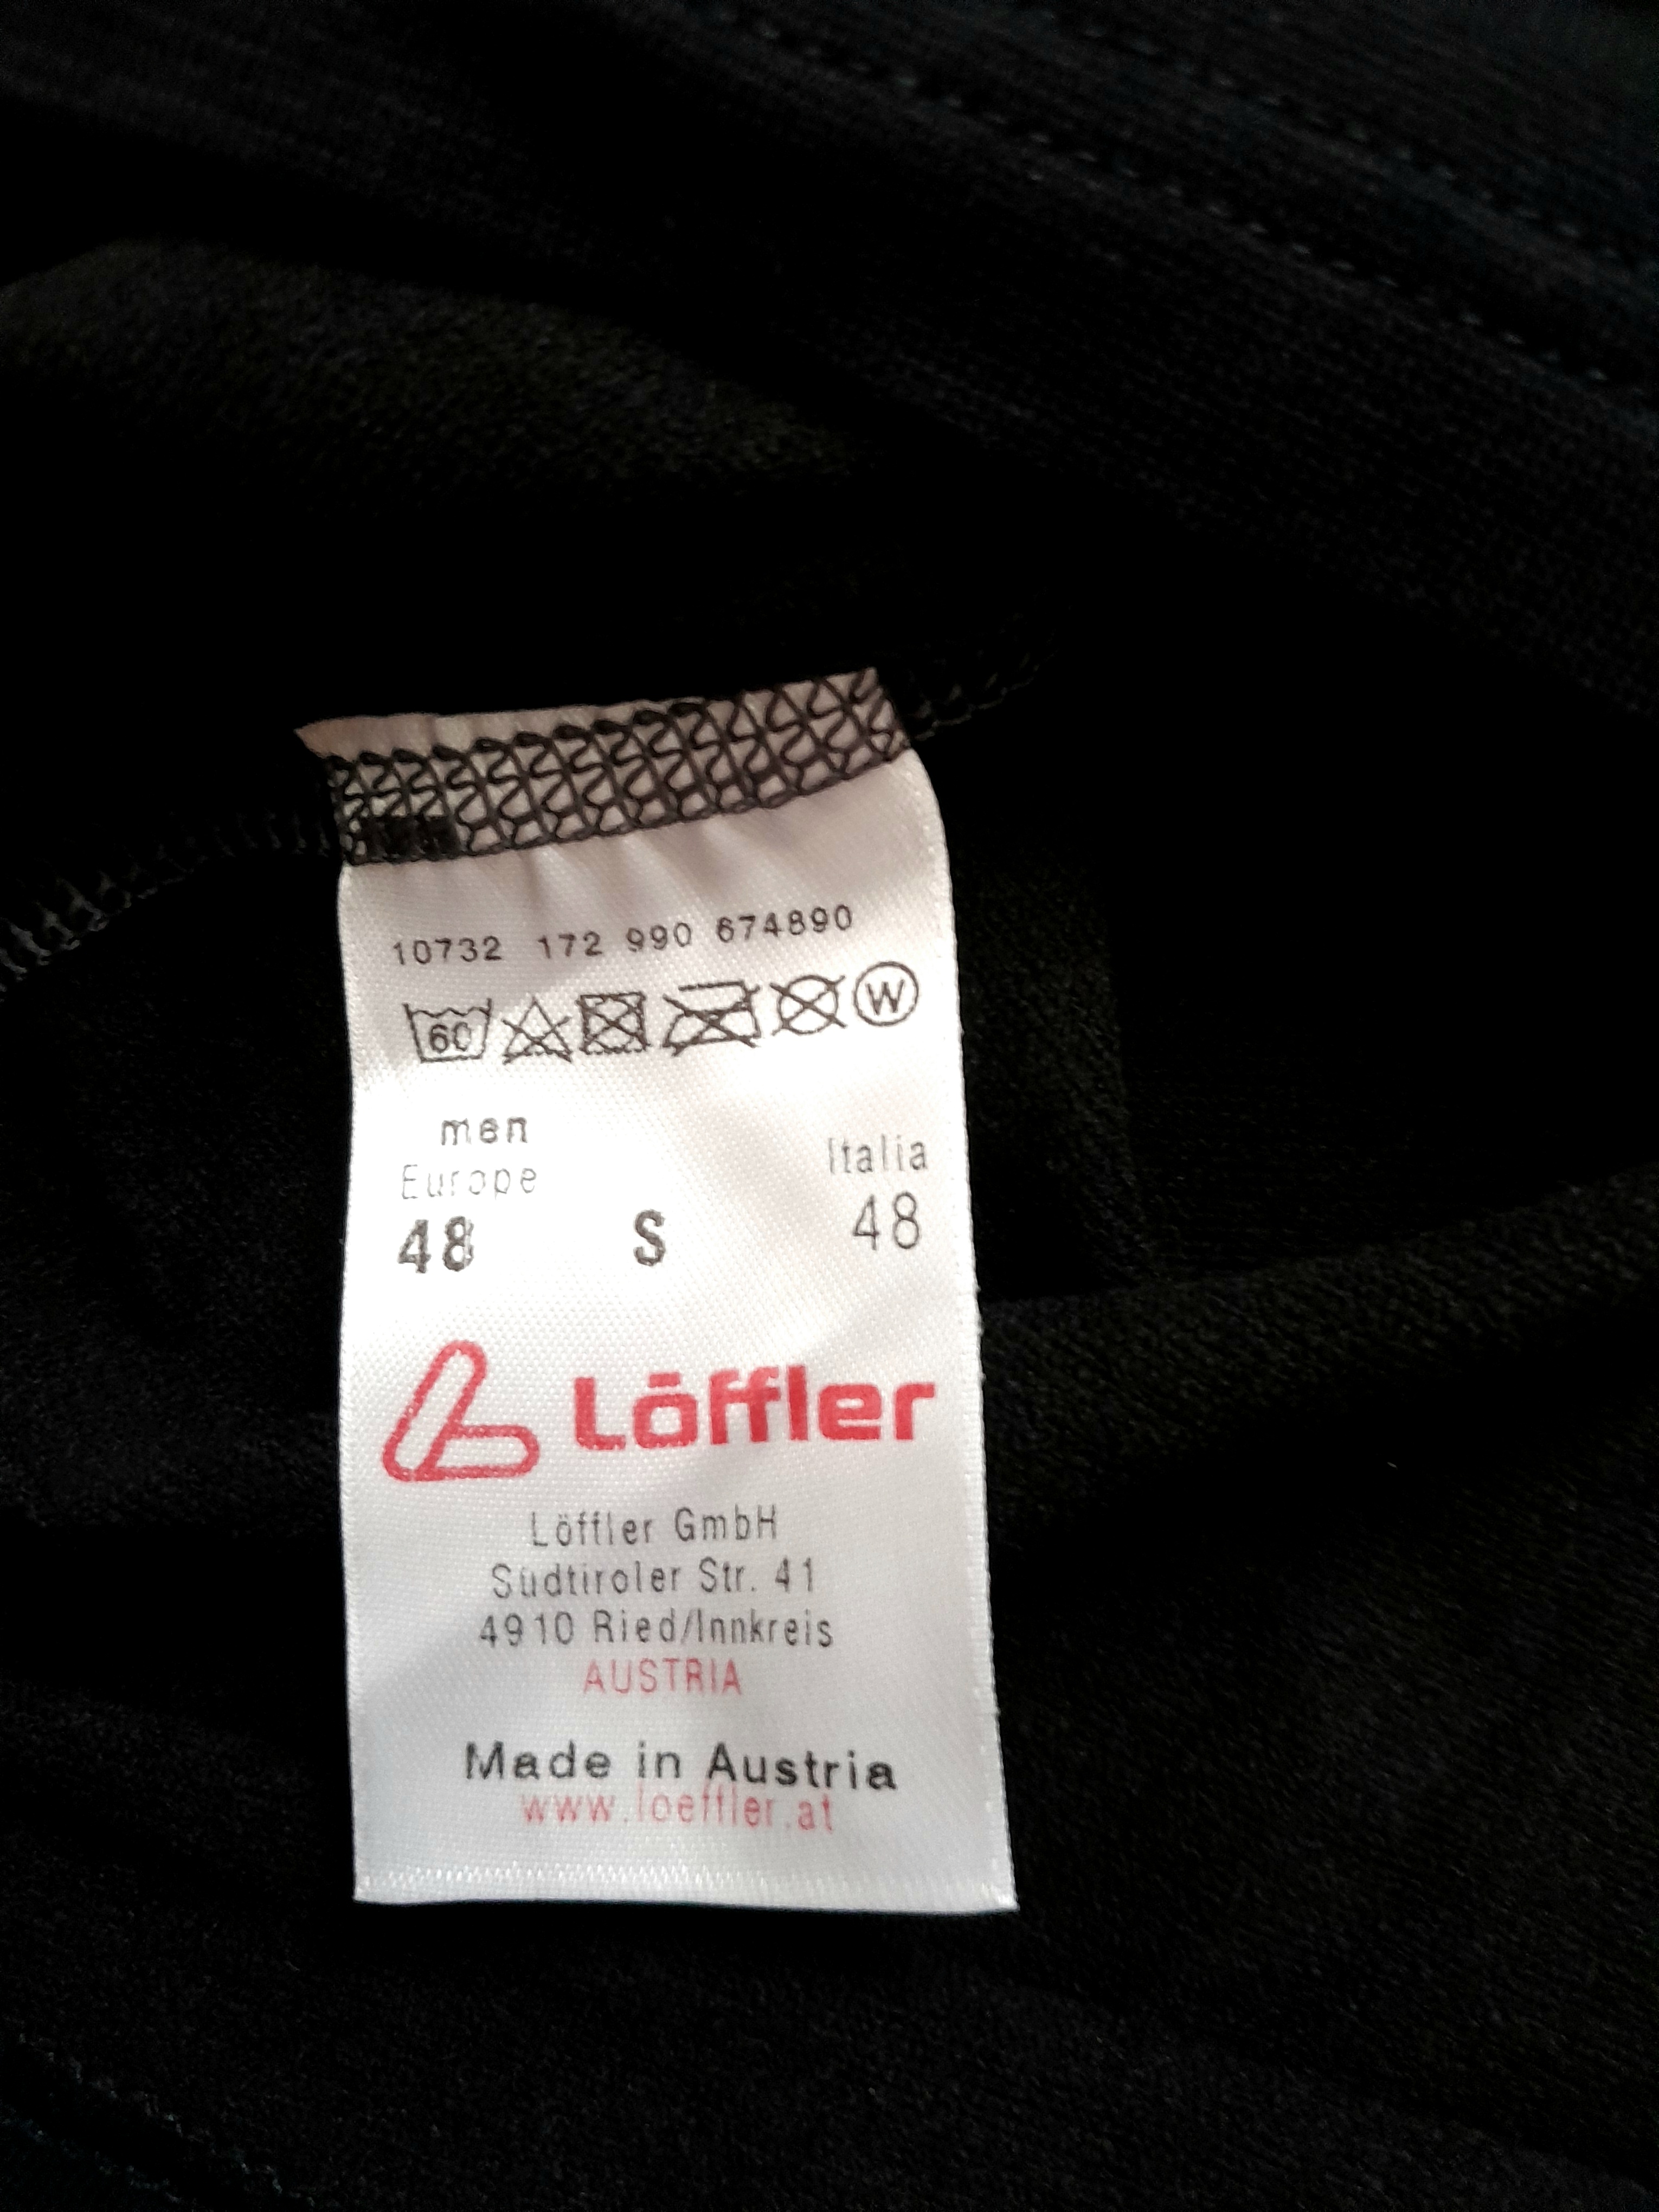 10732 172 990 674890
60 W
men
Europe Italia
48 S 48
Löffler
Löffler GmbH
Südtiroler Str. 41
4910 Ried/Innkreis
AUSTRIA
Made in Austria
www.loeffler.at